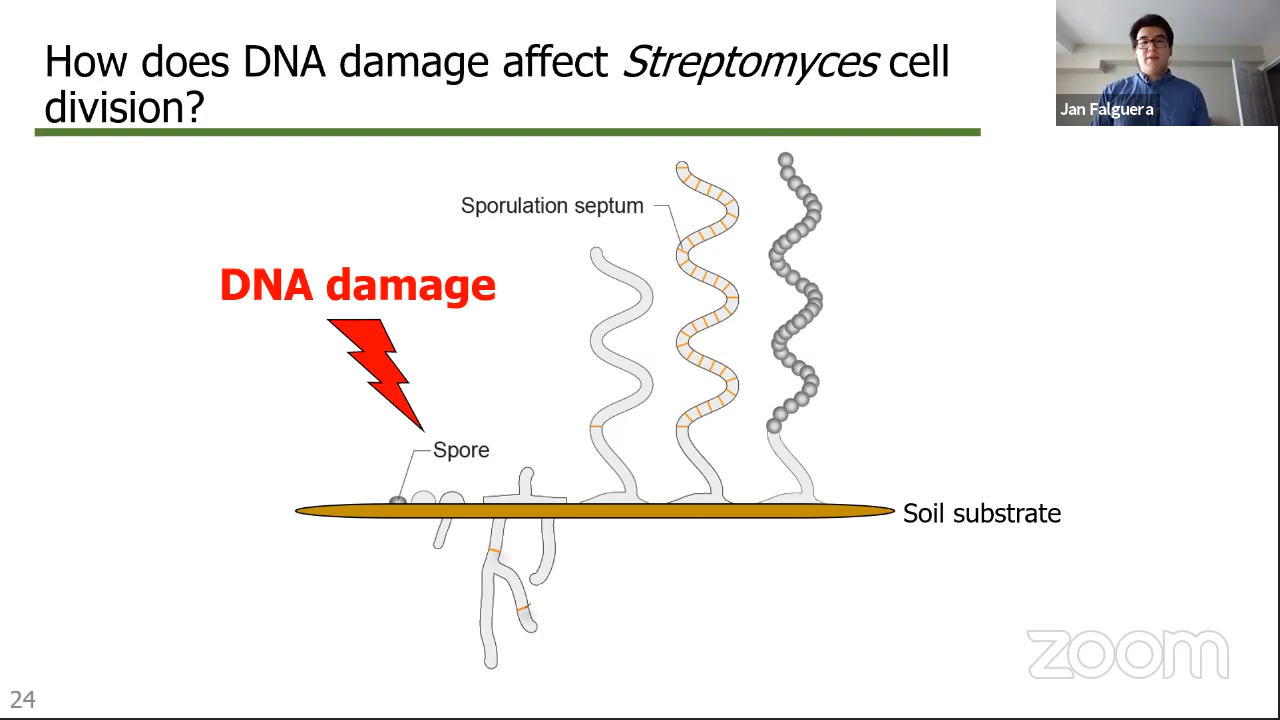 How does DNA damage affect Streptomyces cell
division?
Jan Falguera
Sporulation septum
DNA damage
Spore
Soil substrate
zoom
24